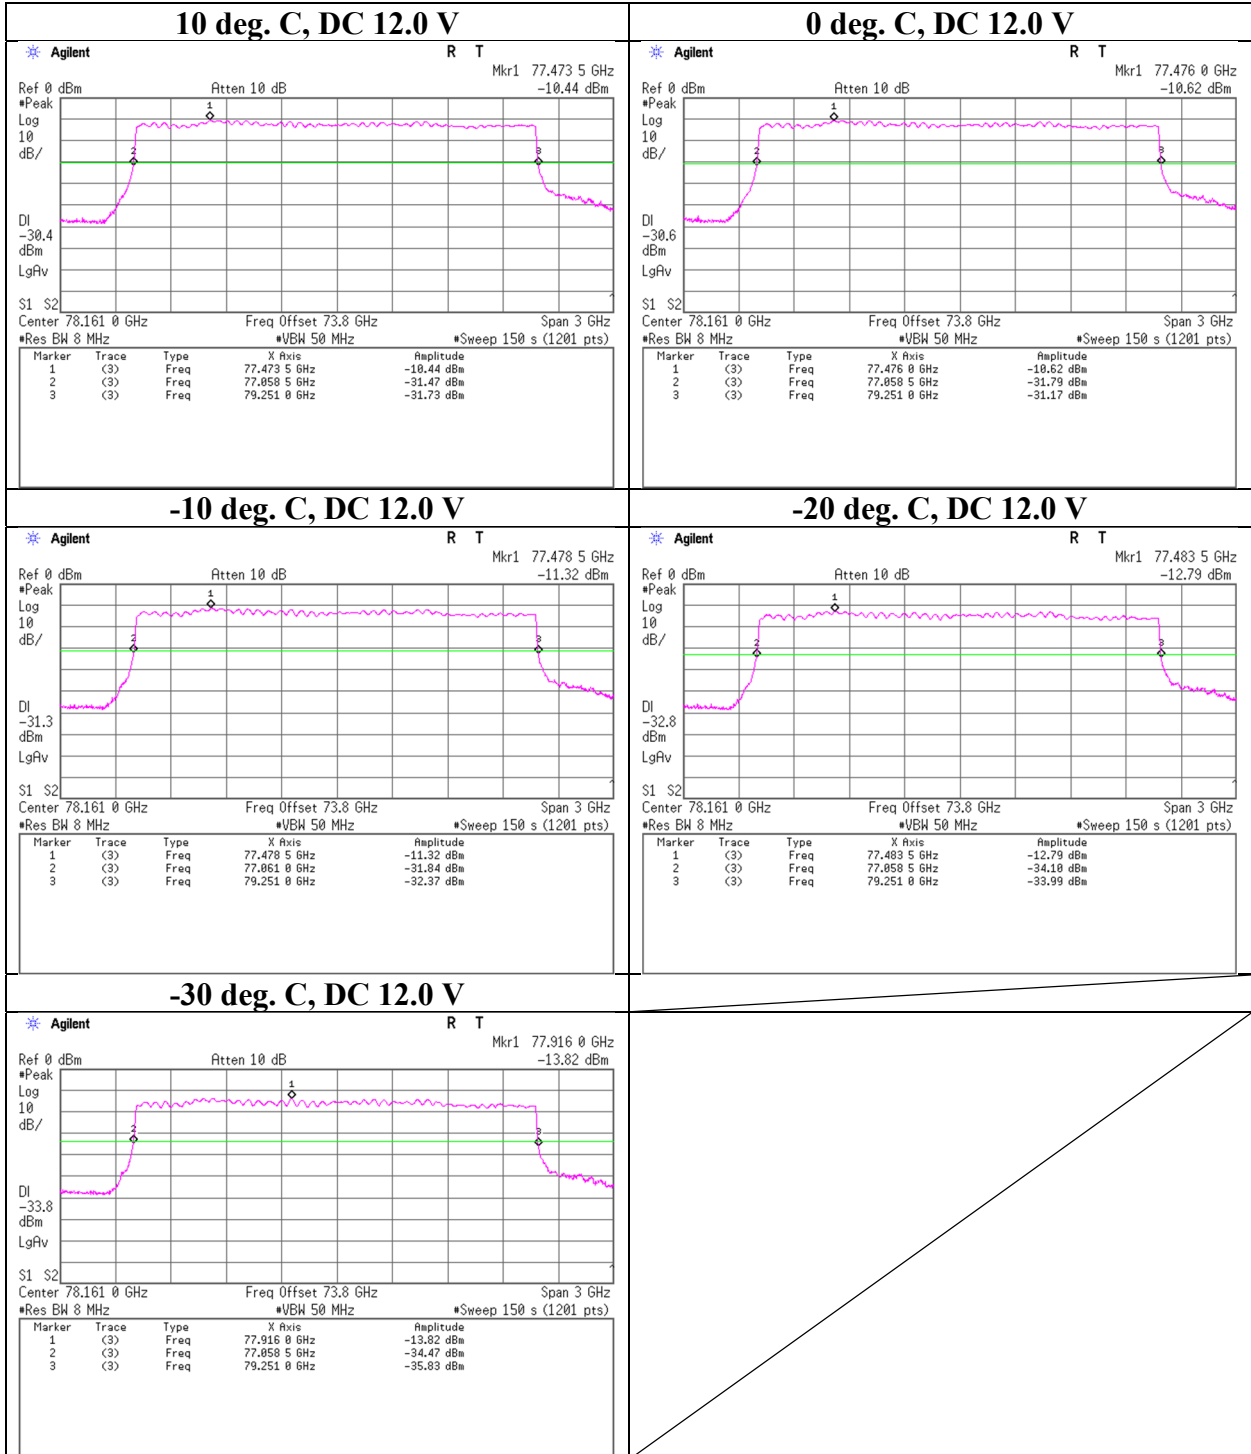 10 deg. C, DC 12.0 V
Agilent R T
Mkr1 77.473 5 GHz
Ref 0 dBm Atten 10 dB -10.44 dBm
#Peak
Log
10
dB/
1
2
3
DI
-30.4
dBm
LgAv
S1 S2
Center 78.161 0 GHz Freq Offset 73.8 GHz Span 3 GHz
#Res BW 8 MHz #VBW 50 MHz #Sweep 150 s (1201 pts)
Marker Trace Type X Axis Amplitude
1 (3) Freq 77.473 5 GHz -10.44 dBm
2 (3) Freq 77.058 5 GHz -31.47 dBm
3 (3) Freq 79.251 0 GHz -31.73 dBm
0 deg. C, DC 12.0 V
Agilent R T
Mkr1 77.476 0 GHz
Ref 0 dBm Atten 10 dB -10.62 dBm
#Peak
Log
10
dB/
1
2
3
DI
-30.6
dBm
LgAv
S1 S2
Center 78.161 0 GHz Freq Offset 73.8 GHz Span 3 GHz
#Res BW 8 MHz #VBW 50 MHz #Sweep 150 s (1201 pts)
Marker Trace Type X Axis Amplitude
1 (3) Freq 77.476 0 GHz -10.62 dBm
2 (3) Freq 77.058 5 GHz -31.79 dBm
3 (3) Freq 79.251 0 GHz -31.17 dBm
-10 deg. C, DC 12.0 V
Agilent R T
Mkr1 77.478 5 GHz
Ref 0 dBm Atten 10 dB -11.32 dBm
#Peak
Log
10
dB/
1
2
3
DI
-31.3
dBm
LgAv
S1 S2
Center 78.161 0 GHz Freq Offset 73.8 GHz Span 3 GHz
#Res BW 8 MHz #VBW 50 MHz #Sweep 150 s (1201 pts)
Marker Trace Type X Axis Amplitude
1 (3) Freq 77.478 5 GHz -11.32 dBm
2 (3) Freq 77.061 0 GHz -31.84 dBm
3 (3) Freq 79.251 0 GHz -32.37 dBm
-20 deg. C, DC 12.0 V
Agilent R T
Mkr1 77.483 5 GHz
Ref 0 dBm Atten 10 dB -12.79 dBm
#Peak
Log
10
dB/
1
2
3
DI
-32.8
dBm
LgAv
S1 S2
Center 78.161 0 GHz Freq Offset 73.8 GHz Span 3 GHz
#Res BW 8 MHz #VBW 50 MHz #Sweep 150 s (1201 pts)
Marker Trace Type X Axis Amplitude
1 (3) Freq 77.483 5 GHz -12.79 dBm
2 (3) Freq 77.058 5 GHz -34.10 dBm
3 (3) Freq 79.251 0 GHz -33.99 dBm
-30 deg. C, DC 12.0 V
Agilent R T
Mkr1 77.916 0 GHz
Ref 0 dBm Atten 10 dB -13.82 dBm
#Peak
Log
10
dB/
1
2
3
DI
-33.8
dBm
LgAv
S1 S2
Center 78.161 0 GHz Freq Offset 73.8 GHz Span 3 GHz
#Res BW 8 MHz #VBW 50 MHz #Sweep 150 s (1201 pts)
Marker Trace Type X Axis Amplitude
1 (3) Freq 77.916 0 GHz -13.82 dBm
2 (3) Freq 77.058 5 GHz -34.47 dBm
3 (3) Freq 79.251 0 GHz -35.83 dBm